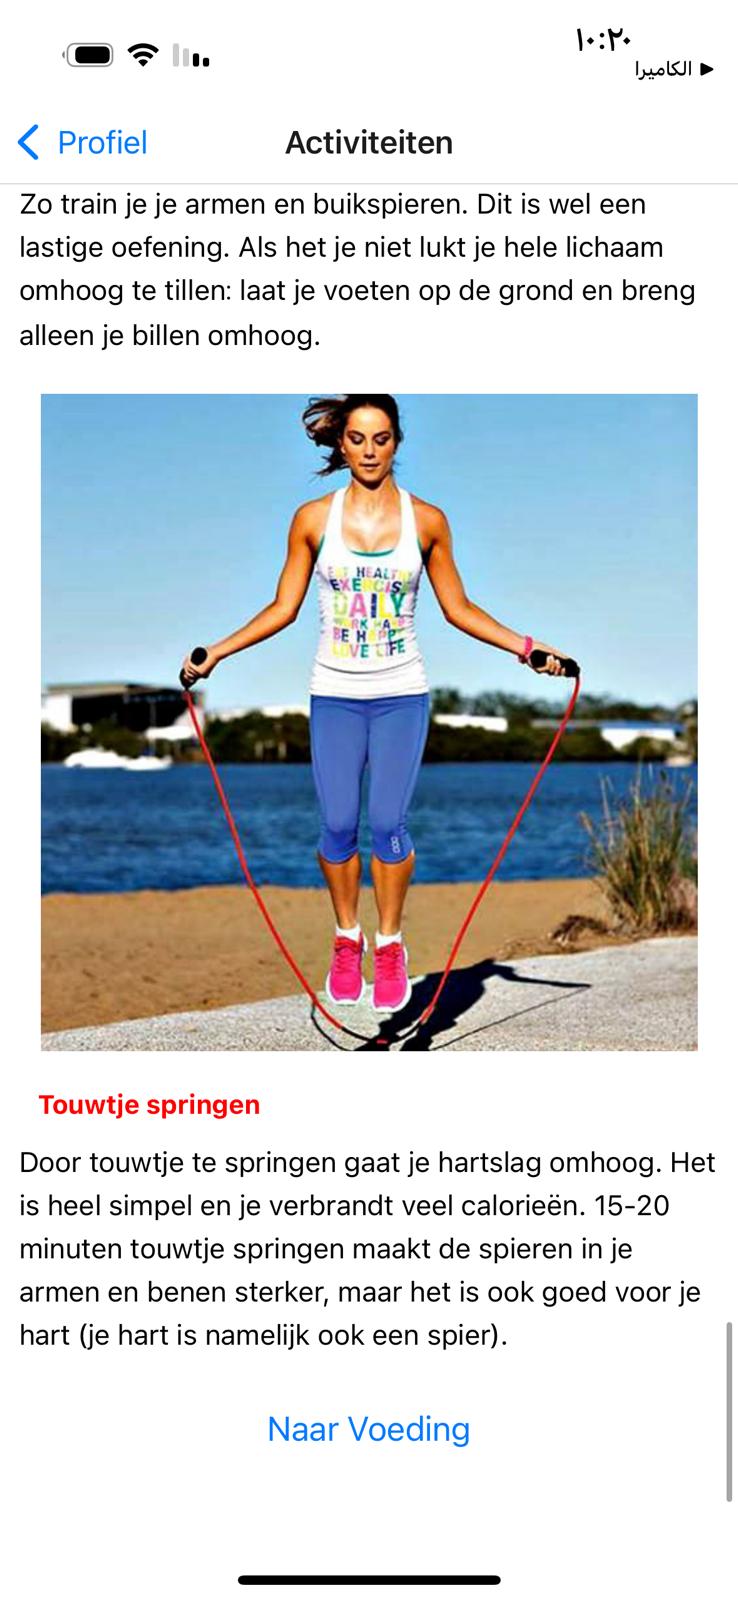 ١٠:٢٠
الكاميرا ◀
Profiel
Activiteiten
Zo train je je armen en buikspieren. Dit is wel een
lastige oefening. Als het je niet lukt je hele lichaam
omhoog te tillen: laat je voeten op de grond en breng
alleen je billen omhoog.
HEALTHY
EXERCISE
DAILY
BE HAPPY
LOVE LIFE
Touwtje springen
Door touwtje te springen gaat je hartslag omhoog. Het
is heel simpel en je verbrandt veel calorieën. 15-20
minuten touwtje springen maakt de spieren in je
armen en benen sterker, maar het is ook goed voor je
hart (je hart is namelijk ook een spier).
Naar Voeding